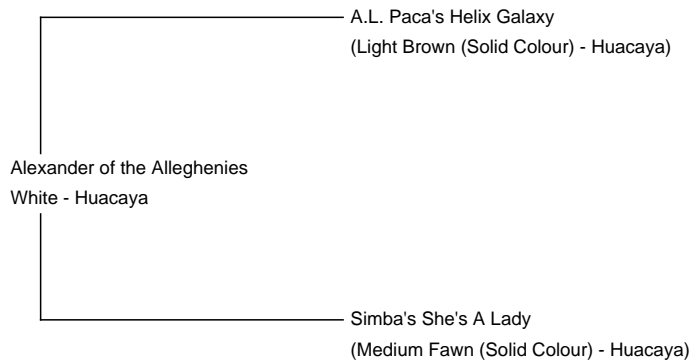 A.L. Paca's Helix Galaxy
(Light Brown (Solid Colour) - Huacaya)
Alexander of the Alleghenies
White - Huacaya
Simba's She's A Lady
(Medium Fawn (Solid Colour) - Huacaya)